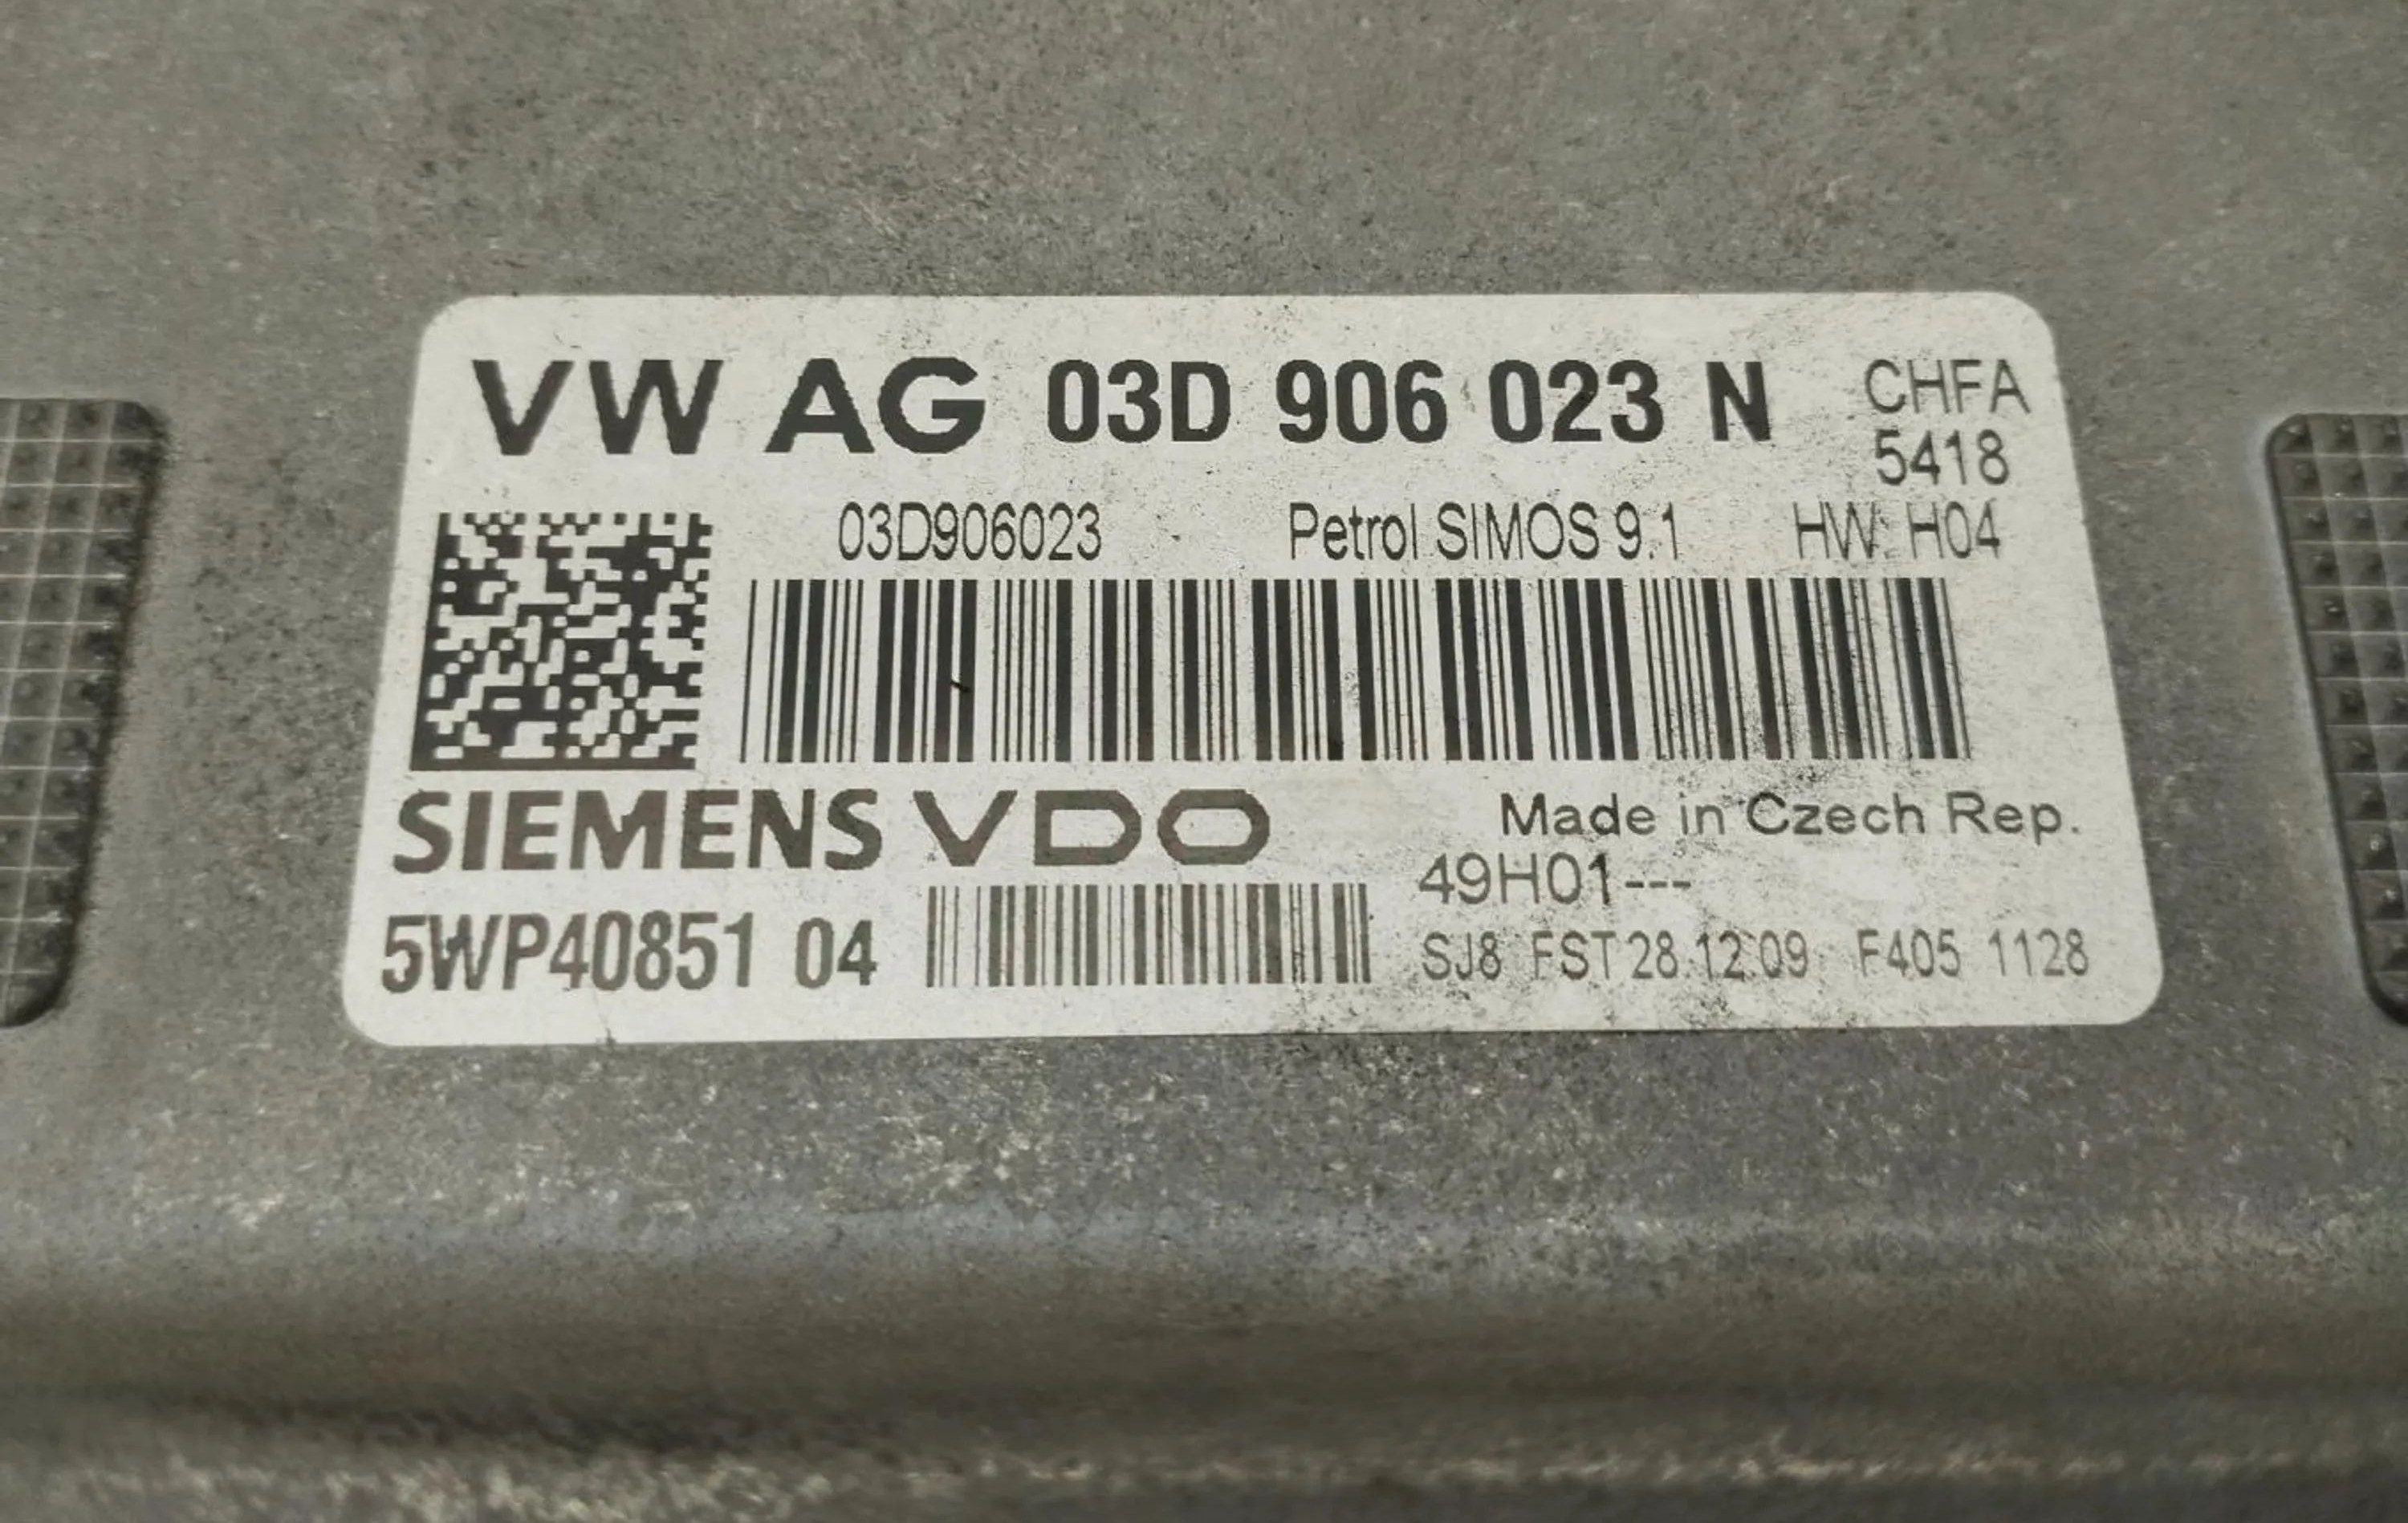 VW AG 03D 906 023 N CHFA
5418
03D906023 Petrol SIMOS 9.1 HW: H04
SIEMENS VDO Made in Czech Rep.
49H01---
5WP40851 04 SJ8 FST 28.12.09 F405 1128